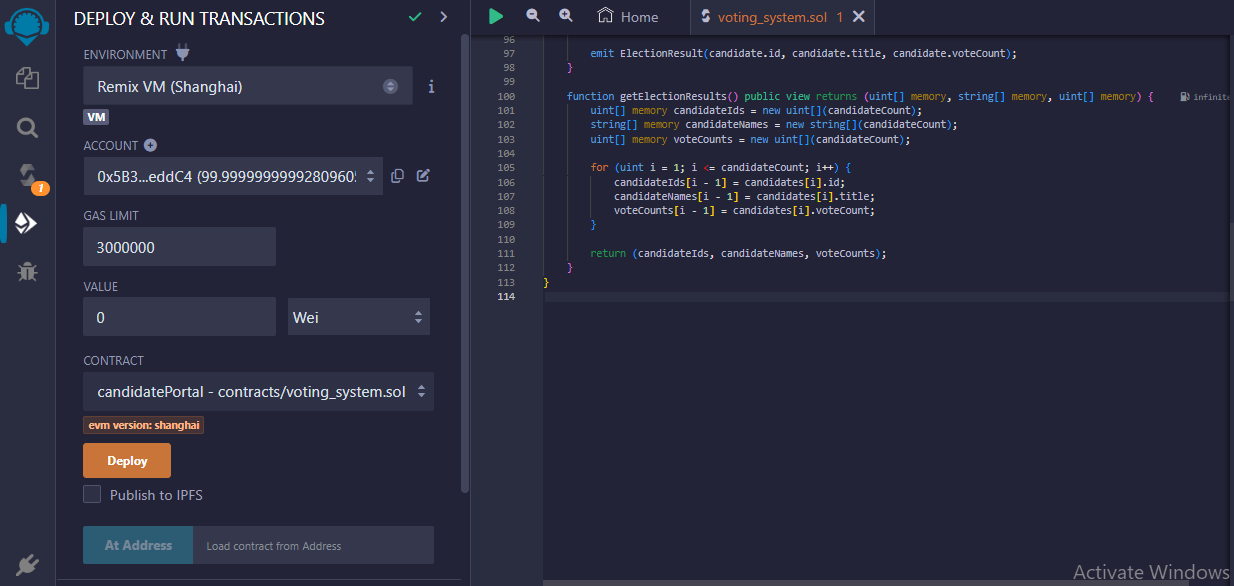 DEPLOY & RUN TRANSACTIONS
ENVIRONMENT
Remix VM (Shanghai)
VM
ACCOUNT
0x5B3...eddC4 (99.9999999999280960
GAS LIMIT
3000000
VALUE
0
Wei
CONTRACT
candidatePortal - contracts/voting_system.sol
evm version: shanghai
Deploy
Publish to IPFS
At Address
Load contract from Address
1
Home
voting_system.sol 1
96
97 emit ElectionResult(candidate.id, candidate.title, candidate.voteCount);
98 }
99
100 function getElectionResults() public view returns (uint[] memory, string[] memory, uint[] memory) { infinite
101 uint[] memory candidateIds = new uint[](candidateCount);
102 string[] memory candidateNames = new string[](candidateCount);
103 uint[] memory voteCounts = new uint[](candidateCount);
104
105 for (uint i = 1; i <= candidateCount; i++) {
106 candidateIds[i - 1] = candidates[i].id;
107 candidateNames[i - 1] = candidates[i].title;
108 voteCounts[i - 1] = candidates[i].voteCount;
109 }
110
111 return (candidateIds, candidateNames, voteCounts);
112 }
113 }
114
Activate Windows